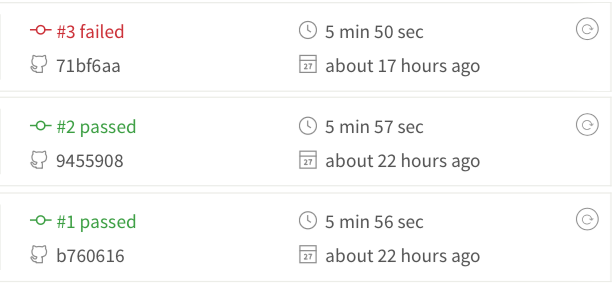 #3 failed
5 min 50 sec
71bf6aa
27
about 17 hours ago
#2 passed
5 min 57 sec
9455908
27
about 22 hours ago
#1 passed
5 min 56 sec
b760616
27
about 22 hours ago